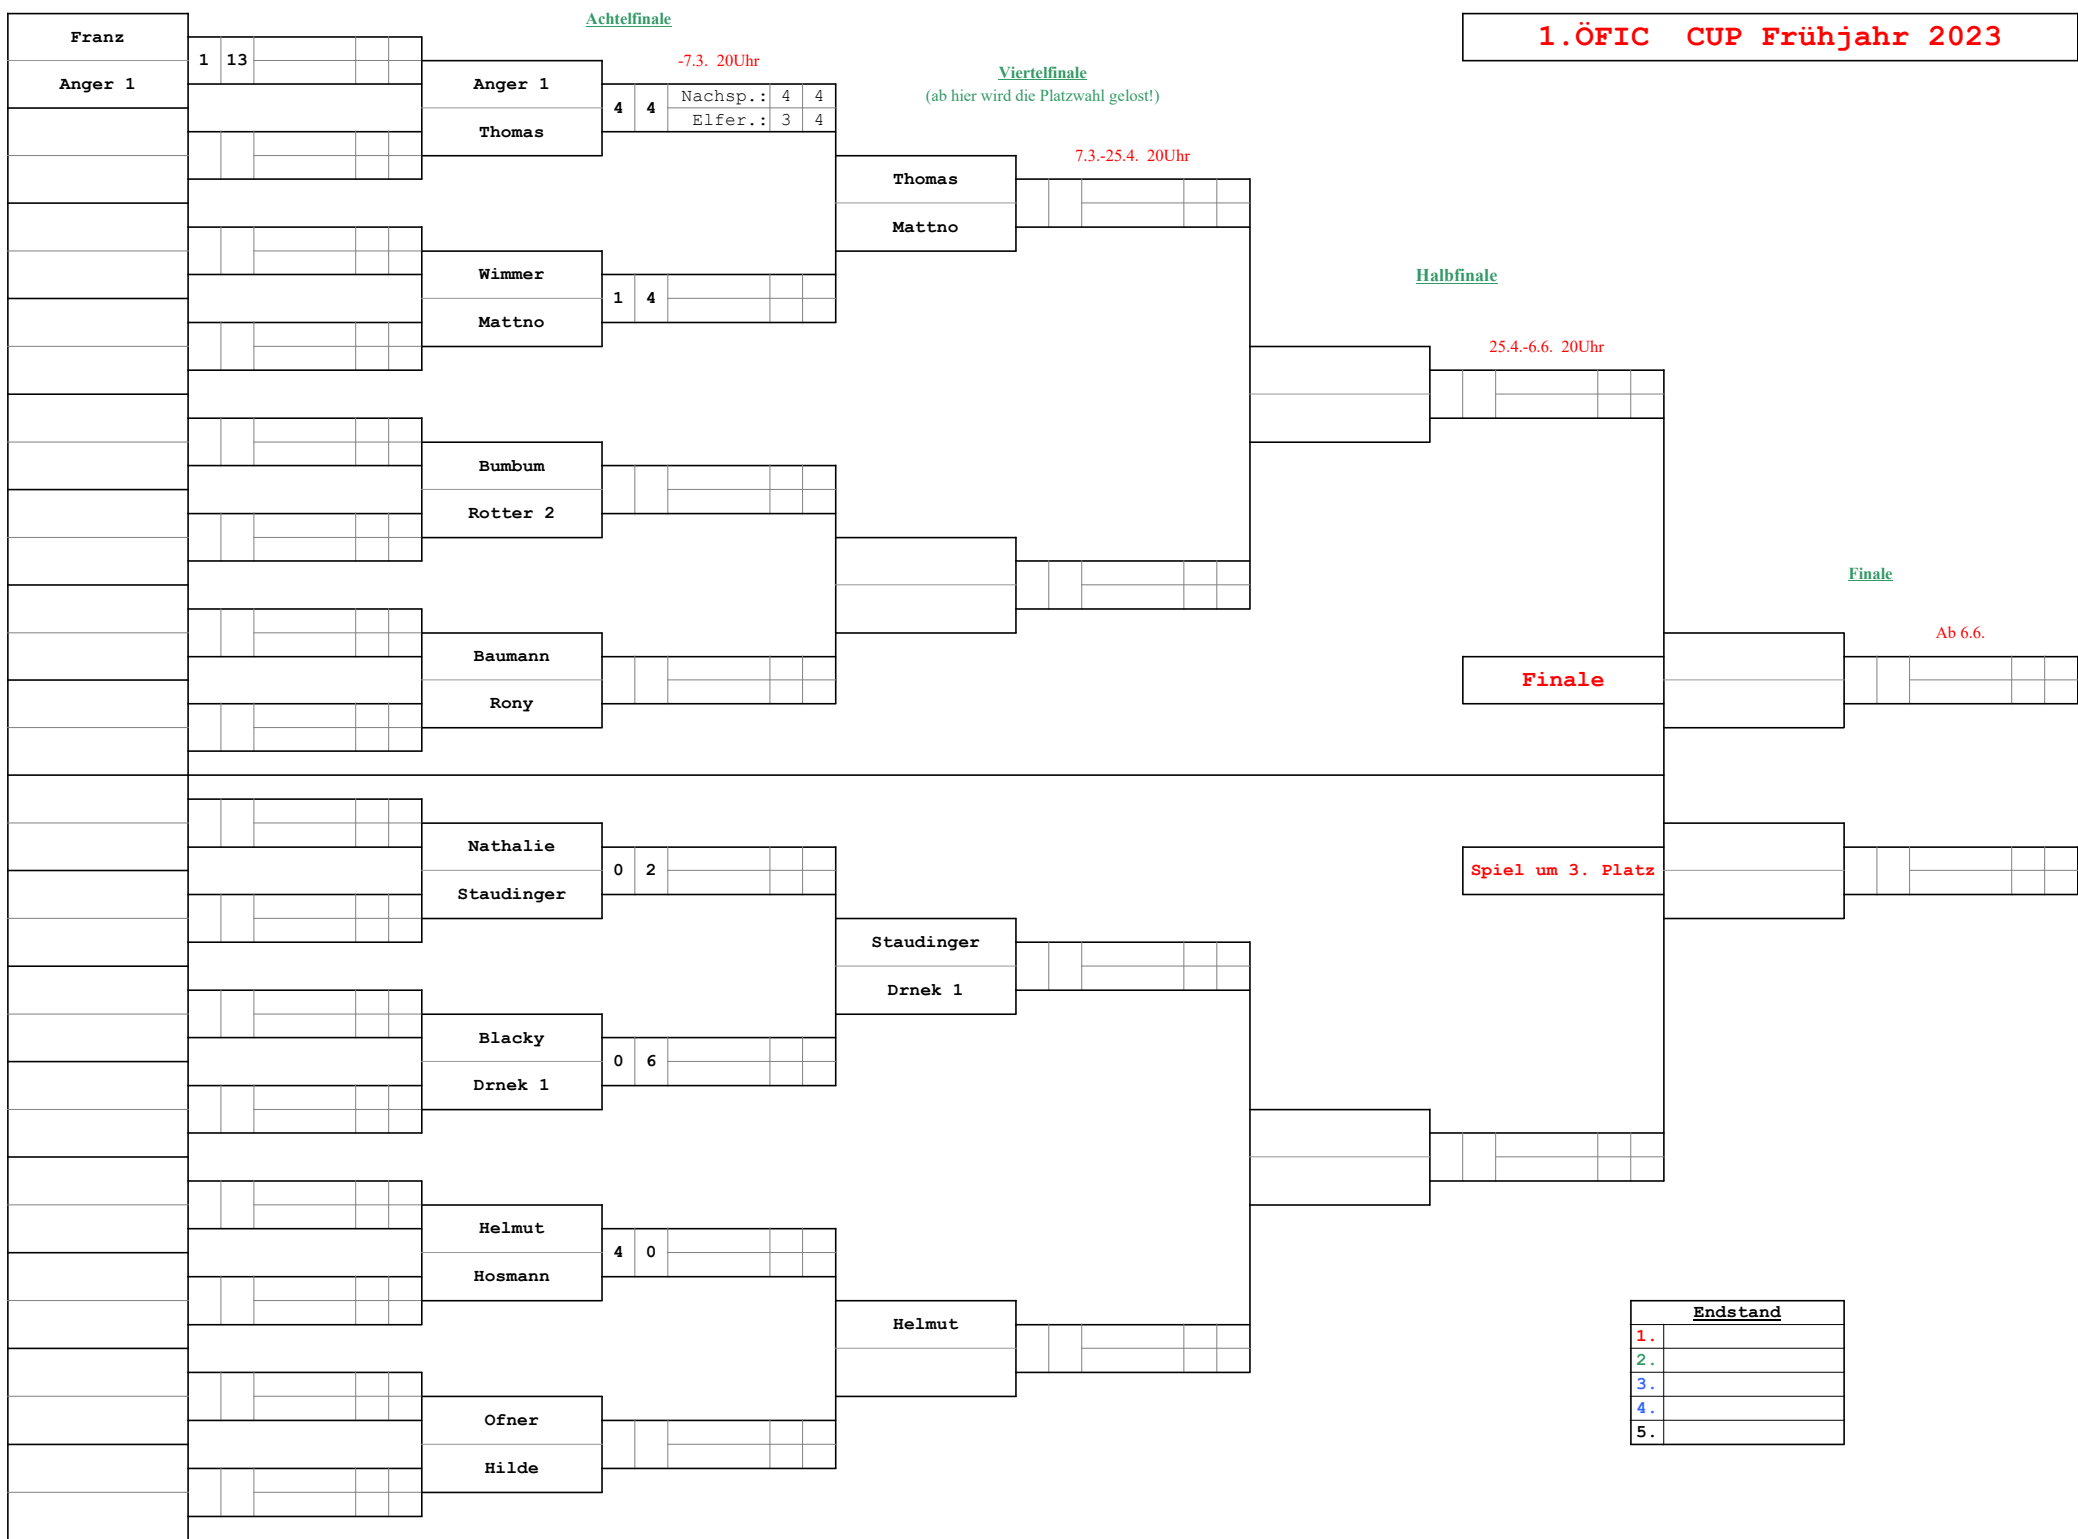 Achtelfinale
1.ÖFIC CUP Frühjahr 2023
Franz
Anger 1
1 13
-7.3. 20Uhr
Viertelfinale
(ab hier wird die Platzwahl gelost!)
Anger 1
Thomas
4 4
Nachsp.: 4 4
Elfer.: 3 4
7.3.-25.4. 20Uhr
Thomas
Mattno
Wimmer
Mattno
1 4
Halbfinale
25.4.-6.6. 20Uhr
Bumbum
Rotter 2
Finale
Baumann
Rony
Ab 6.6.
Finale
Nathalie
Staudinger
0 2
Spiel um 3. Platz
Staudinger
Drnek 1
Blacky
Drnek 1
0 6
Helmut
Hosmann
4 0
Helmut
Ofner
Hilde
Endstand
1.
2.
3.
4.
5.